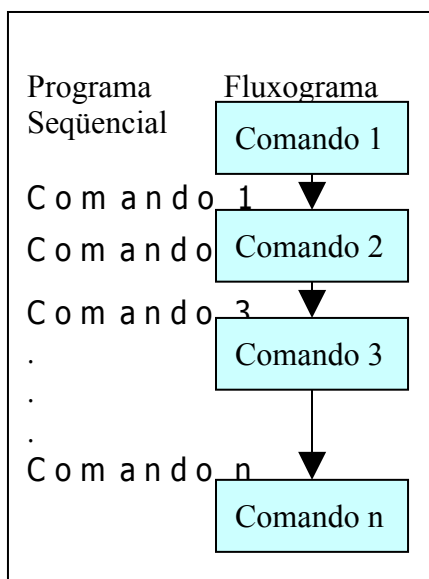 Programa
Seqüencial
Comando 1
Comando
Comando 3
.
.
.
Comando n
Fluxograma
Comando 1
Comando 2
Comando 3
Comando n